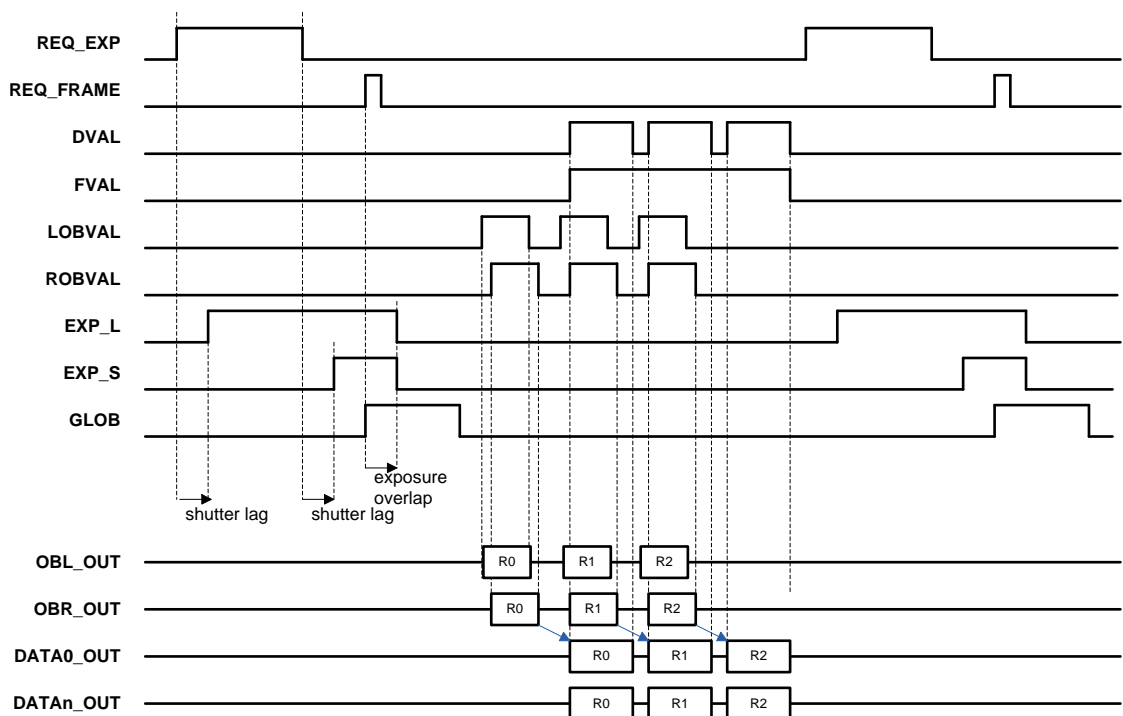 REQ_EXP
REQ_FRAME
DVAL
FVAL
LOBVAL
ROBVAL
EXP_L
EXP_S
GLOB
exposure
overlap
shutter lag
shutter lag
OBL_OUT
R0
R1
R2
OBR_OUT
R0
R1
R2
DATA0_OUT
R0
R1
R2
DATAn_OUT
R0
R1
R2